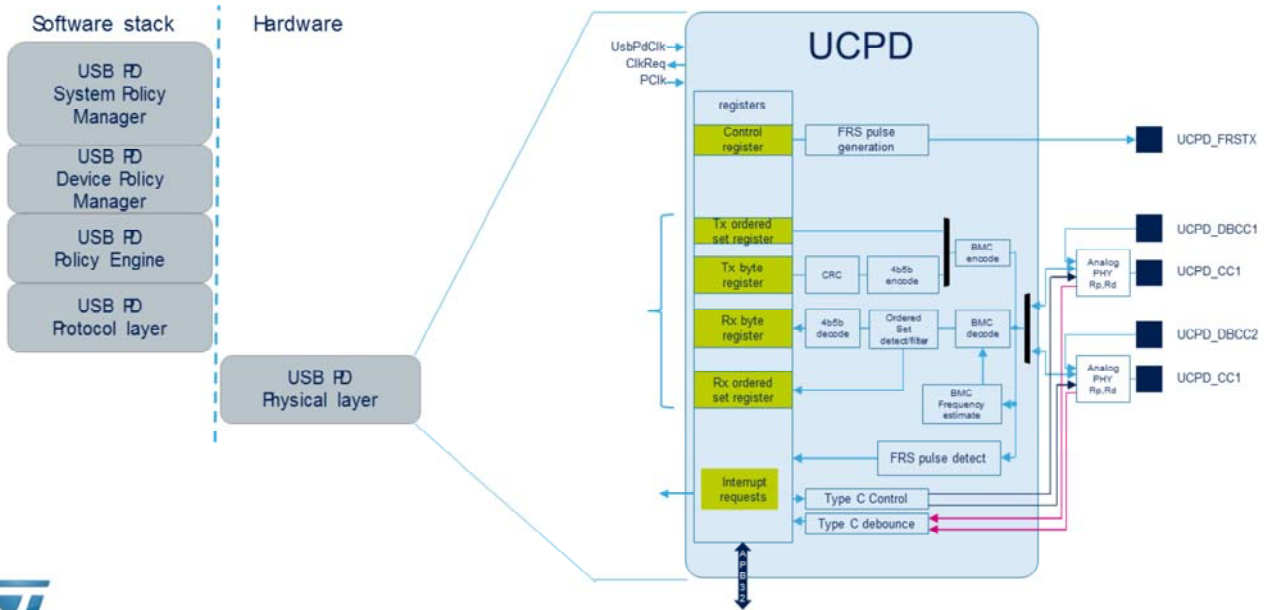 Software stack
Hardware
USB PD
System Policy
Manager
USB PD
Device Policy
Manager
USB PD
Policy Engine
USB PD
Protocol layer
USB PD
Physical layer
UCPD
UsbPdClk
ClkReq
PClk
registers
Control
register
FRS pulse
generation
UCPD_FRSTX
Tx ordered
set register
Tx byte
register
CRC
4b5b
encode
BMC
encode
Rx byte
register
4b5b
decode
Ordered
Set
detect/filter
BMC
decode
Rx ordered
set register
BMC
Frequency
estimate
FRS pulse detect
Interrupt
requests
Type C Control
Type C debounce
UCPD_DBCC1
Analog
PHY
Rp,Rd
UCPD_CC1
UCPD_DBCC2
Analog
PHY
Rp,Rd
UCPD_CC1
APB32